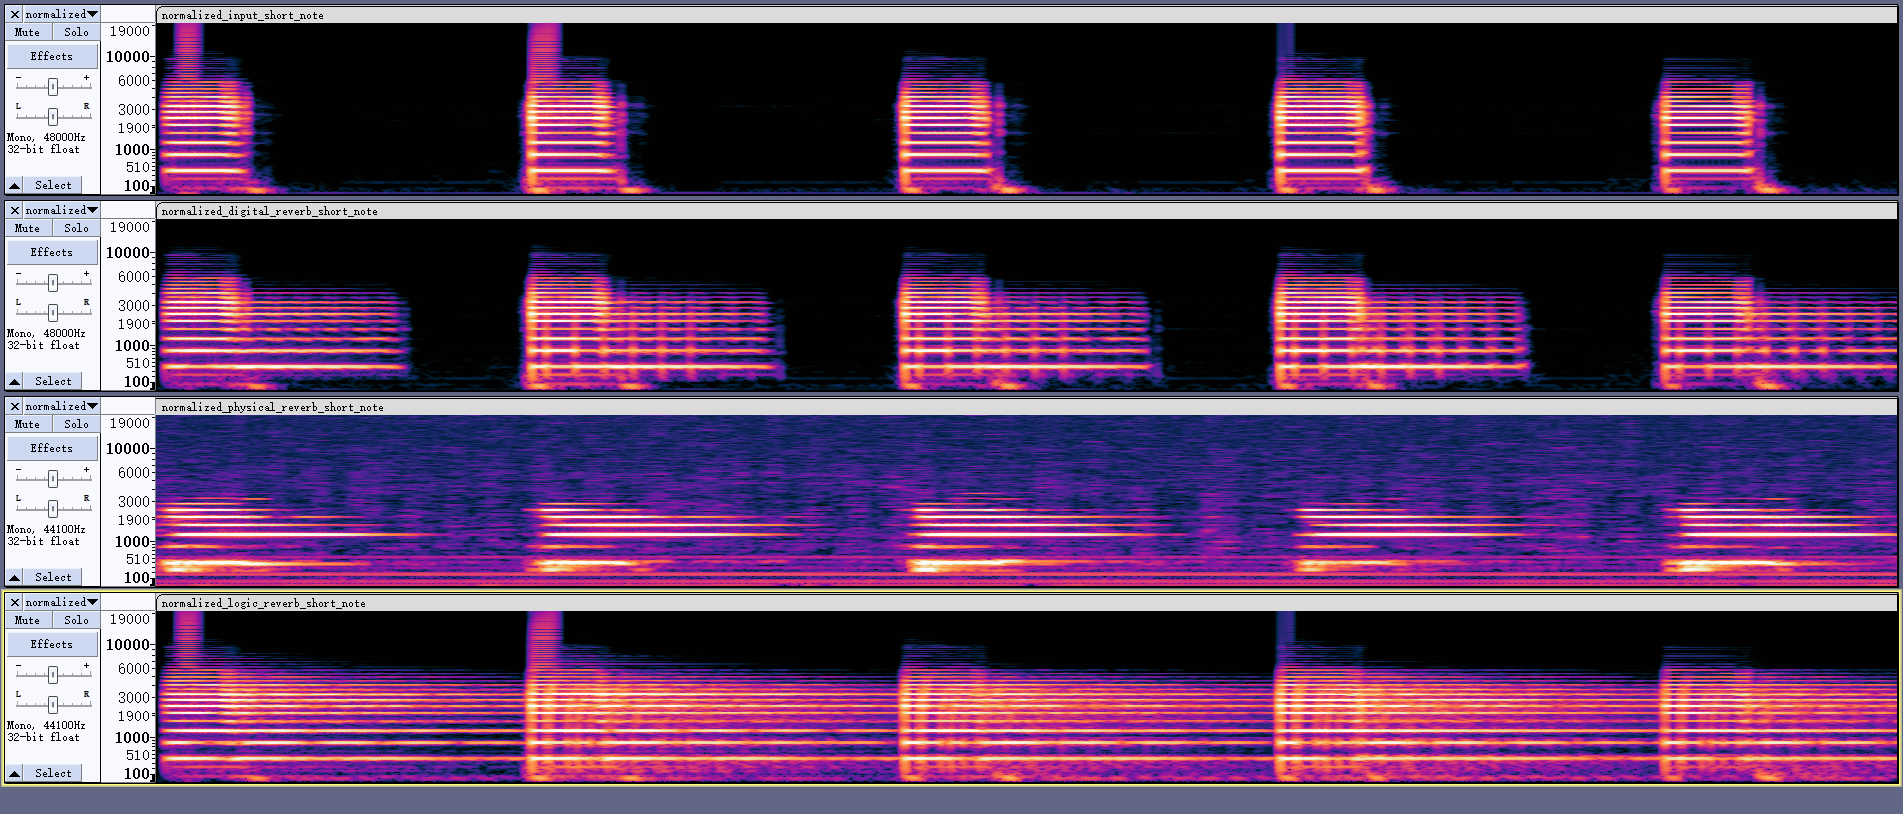 × normalized▼ normalized_input_short_note
Mute Solo 19000
Effects 10000
- + 6000
L R 3000
1900
Mono, 48000Hz
32-bit float 1000
510
▲ Select 100
× normalized▼ normalized_digital_reverb_short_note
Mute Solo 19000
Effects 10000
- + 6000
L R 3000
1900
Mono, 48000Hz
32-bit float 1000
510
▲ Select 100
× normalized▼ normalized_physical_reverb_short_note
Mute Solo 19000
Effects 10000
- + 6000
L R 3000
1900
Mono, 44100Hz
32-bit float 1000
510
▲ Select 100
× normalized▼ normalized_logic_reverb_short_note
Mute Solo 19000
Effects 10000
- + 6000
L R 3000
1900
Mono, 44100Hz
32-bit float 1000
510
▲ Select 100